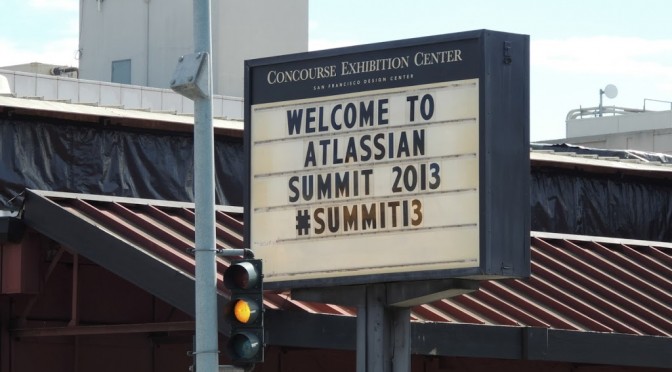 CONCOURSE EXHIBITION CENTER
SAN FRANCISCO DESIGN CENTER
WELCOME TO
ATLASSIAN
SUMMIT 2013
#SUMMIT13